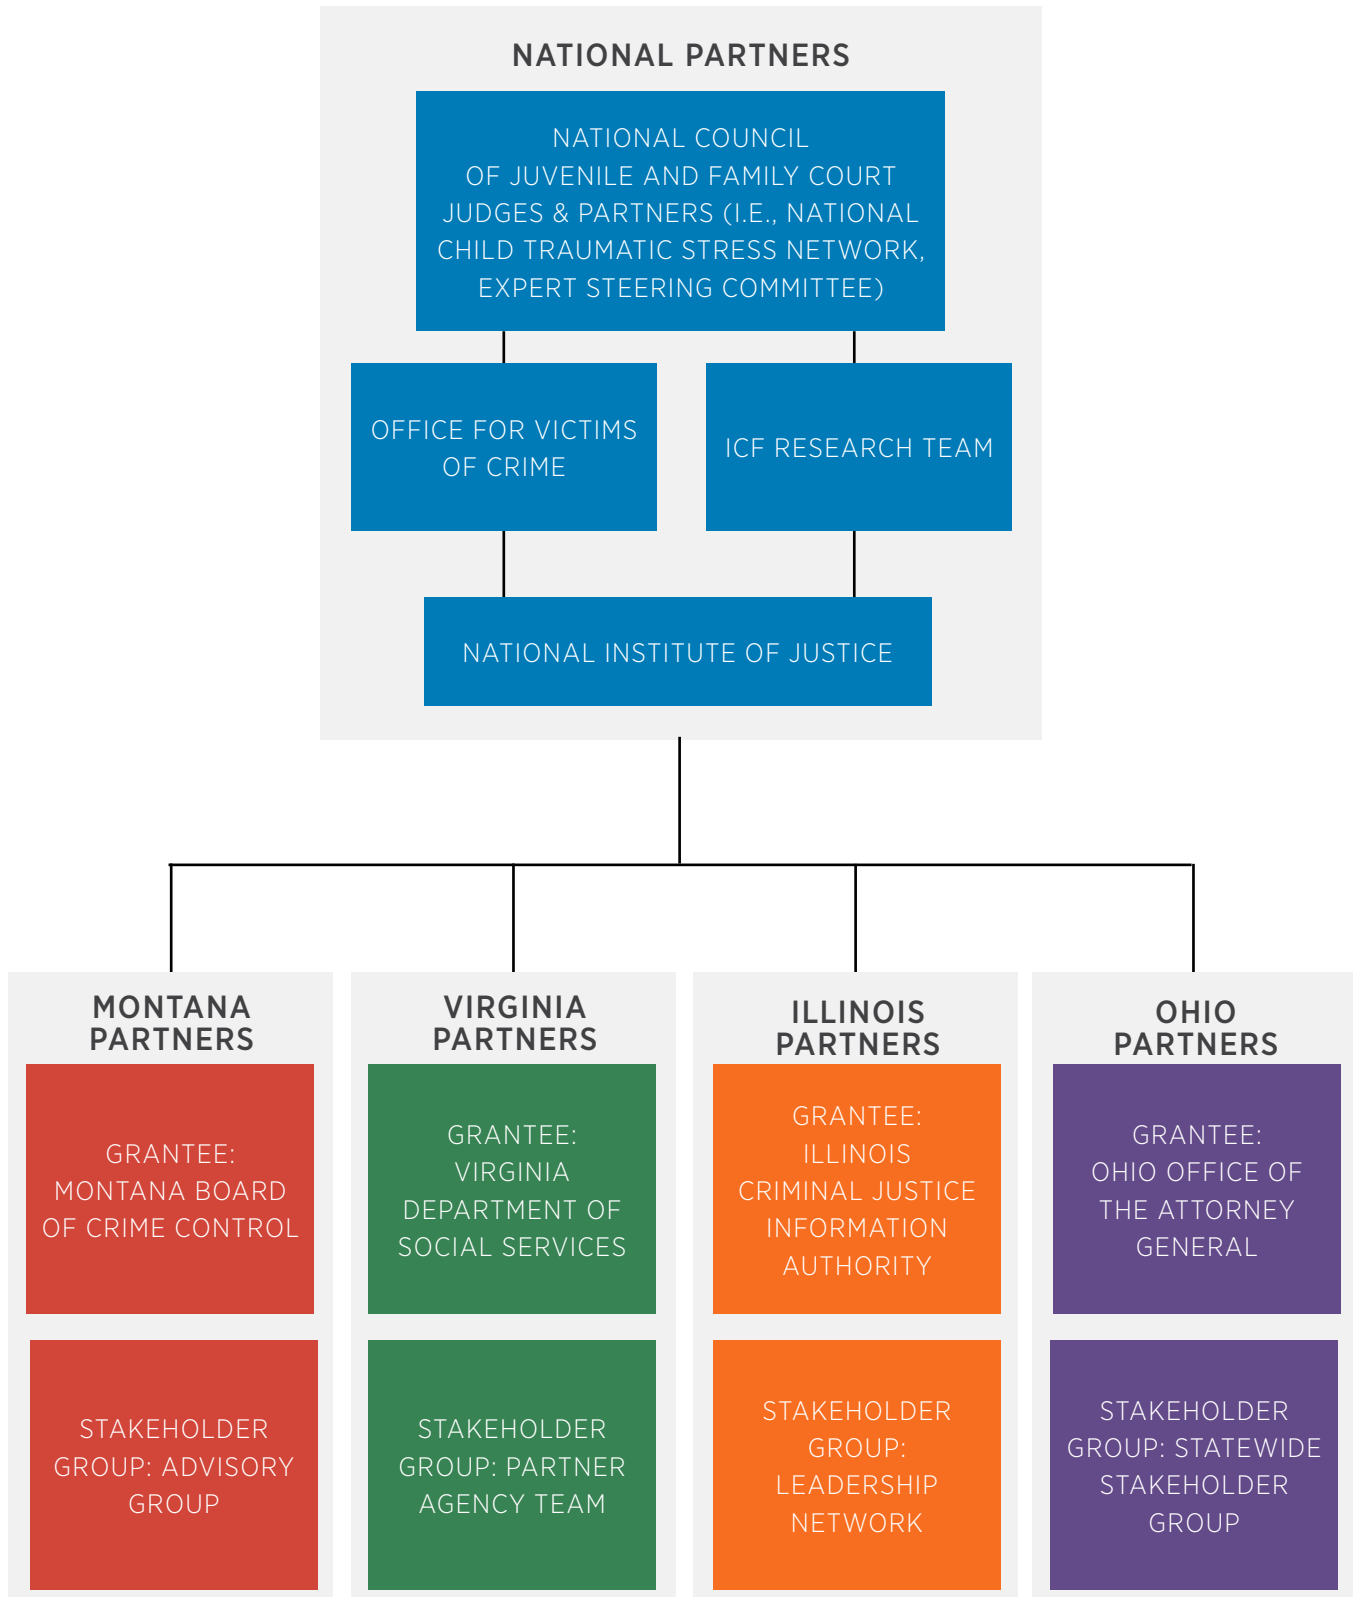 NATIONAL PARTNERS
NATIONAL COUNCIL
OF JUVENILE AND FAMILY COURT
JUDGES & PARTNERS (I.E., NATIONAL
CHILD TRAUMATIC STRESS NETWORK,
EXPERT STEERING COMMITTEE)
OFFICE FOR VICTIMS
OF CRIME
ICF RESEARCH TEAM
NATIONAL INSTITUTE OF JUSTICE
MONTANA
PARTNERS
GRANTEE:
MONTANA BOARD
OF CRIME CONTROL
STAKEHOLDER
GROUP: ADVISORY
GROUP
VIRGINIA
PARTNERS
GRANTEE:
VIRGINIA
DEPARTMENT OF
SOCIAL SERVICES
STAKEHOLDER
GROUP: PARTNER
AGENCY TEAM
ILLINOIS
PARTNERS
GRANTEE:
ILLINOIS
CRIMINAL JUSTICE
INFORMATION
AUTHORITY
STAKEHOLDER
GROUP:
LEADERSHIP
NETWORK
OHIO
PARTNERS
GRANTEE:
OHIO OFFICE OF
THE ATTORNEY
GENERAL
STAKEHOLDER
GROUP: STATEWIDE
STAKEHOLDER
GROUP